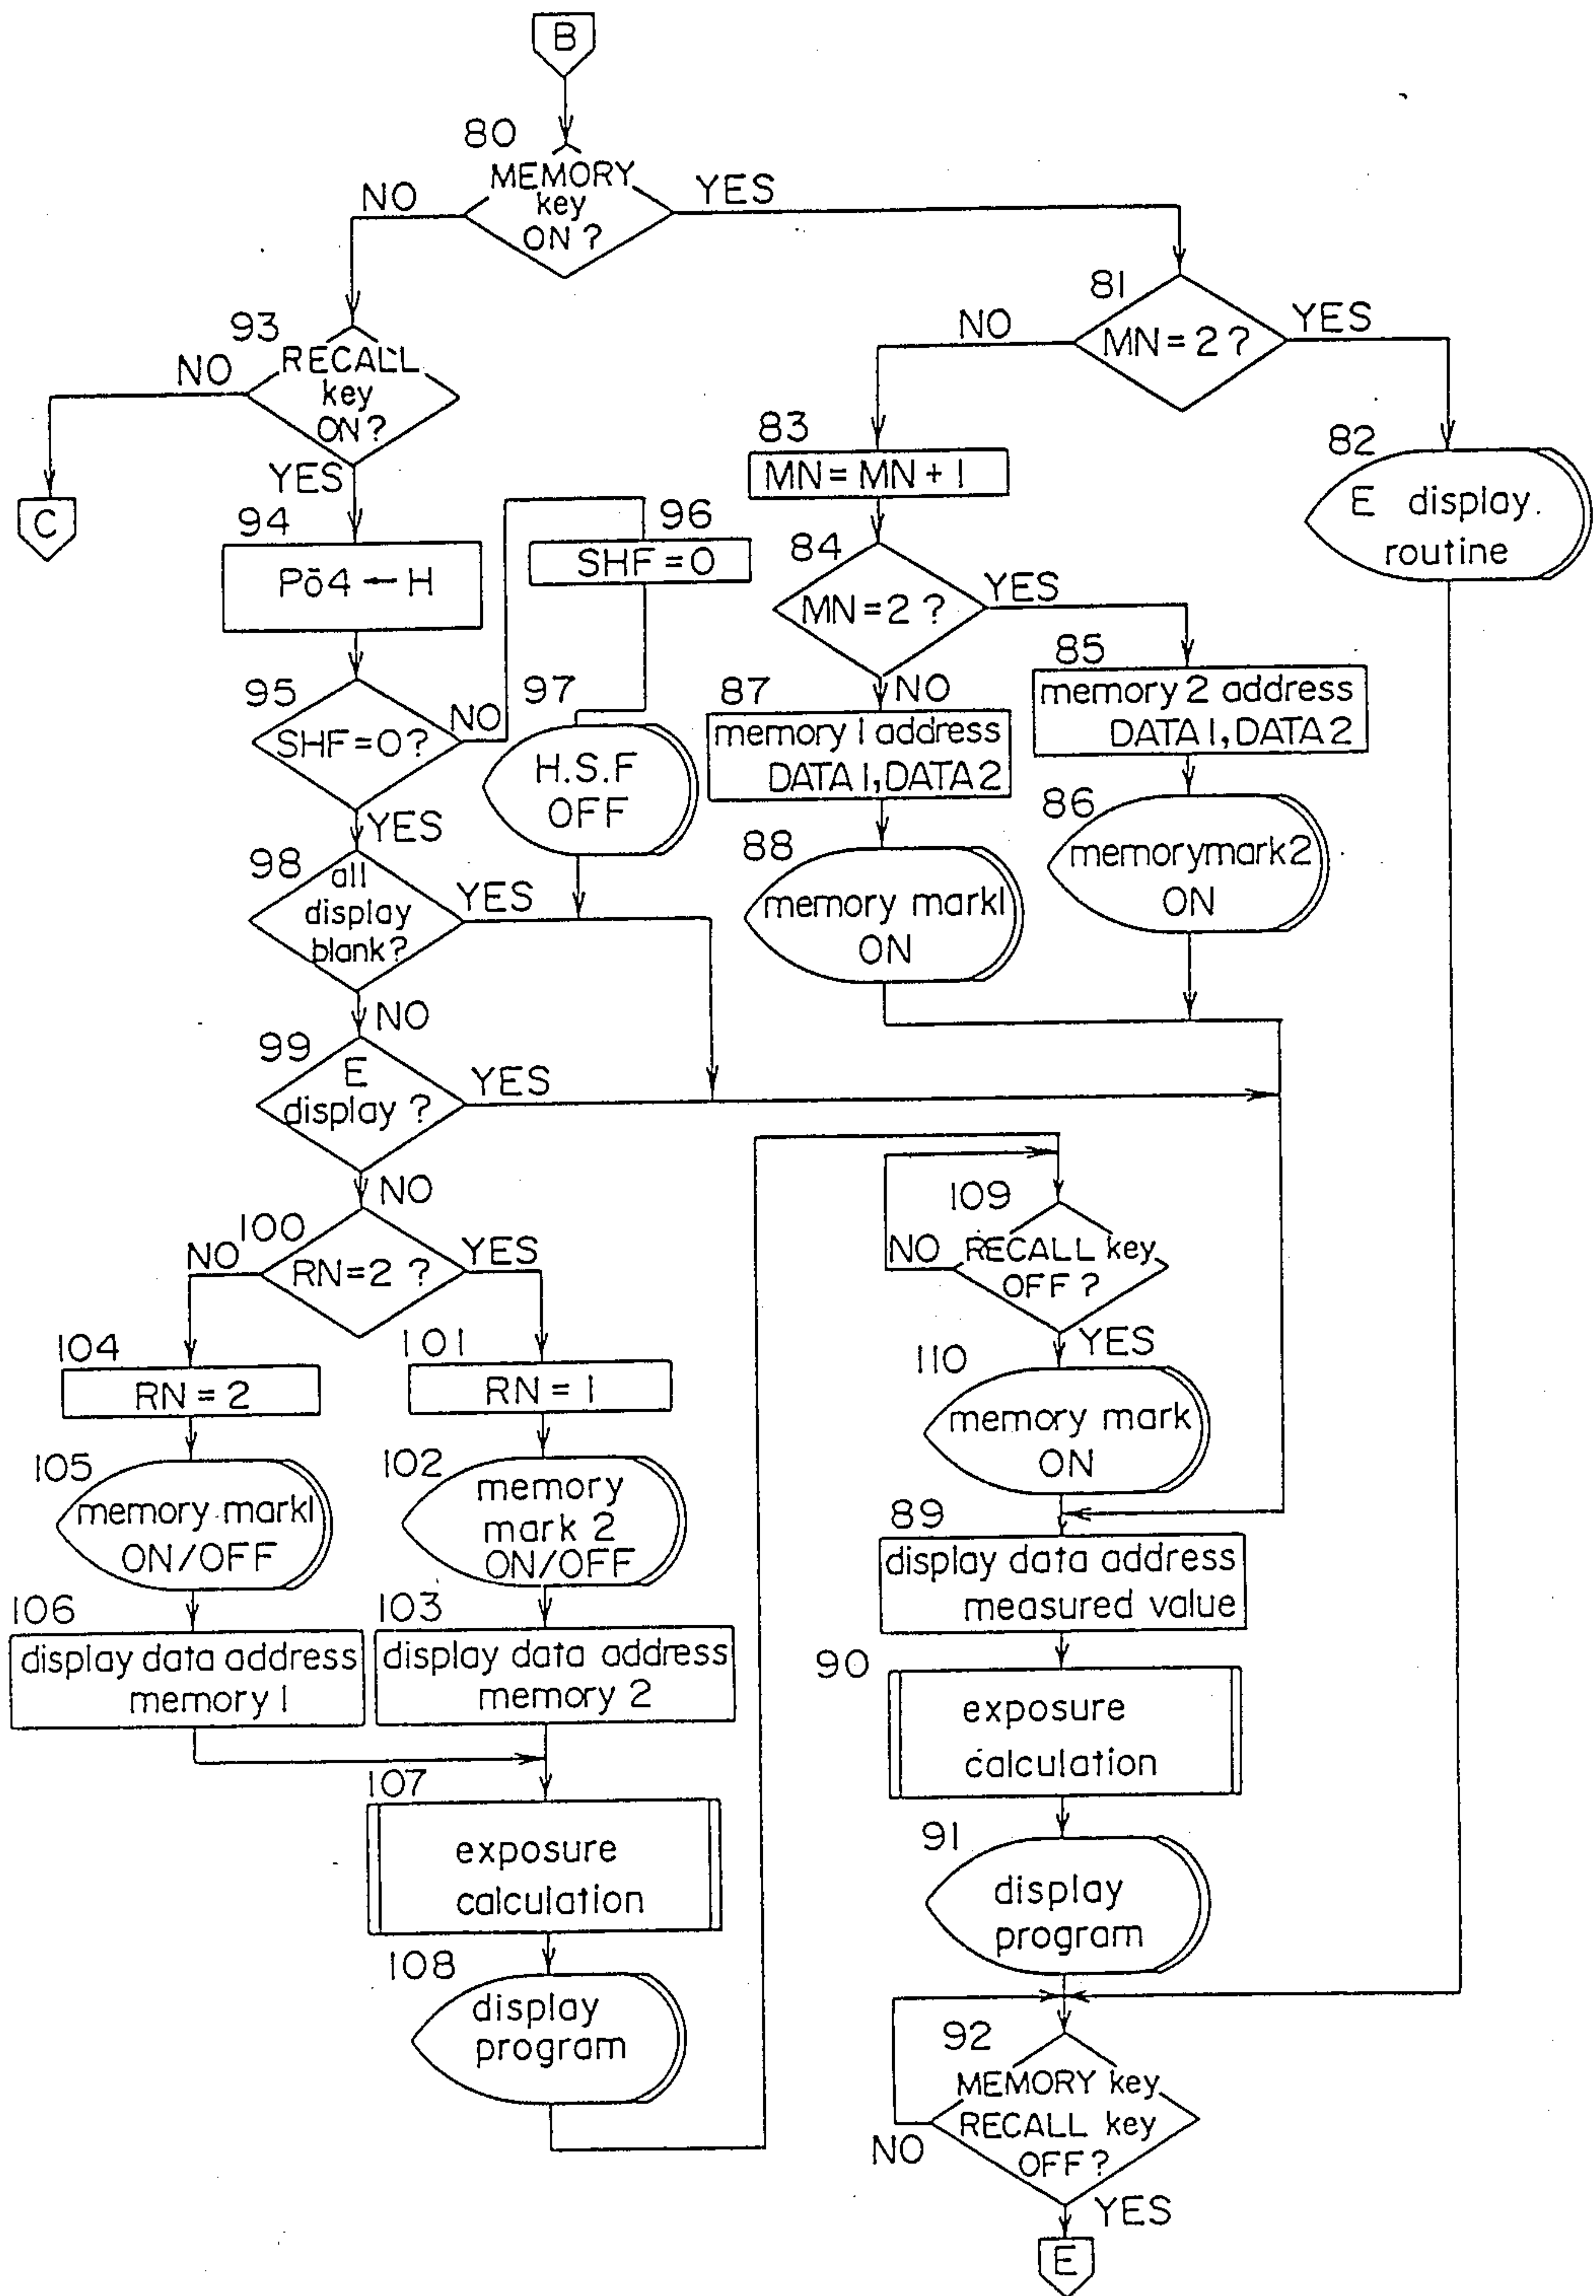 B
80
MEMORY
key
ON ?
NO
YES
81
MN = 2 ?
NO
YES
82
E display.
routine
83
MN = MN + 1
84
MN = 2 ?
YES
NO
85
memory 2 address
DATA 1, DATA 2
86
memory mark 2
ON
87
memory 1 address
DATA 1, DATA 2
88
memory mark1
ON
93
RECALL
key
ON?
NO
YES
C
94
Pō4 ← H
95
SHF = 0?
NO
YES
96
SHF = 0
97
H.S.F
OFF
98
all
display
blank?
YES
NO
99
E
display ?
YES
NO
100
RN=2 ?
NO
YES
104
RN = 2
101
RN = 1
105
memory mark1
ON/OFF
102
memory
mark 2
ON/OFF
106
display data address
memory 1
103
display data address
memory 2
107
exposure
calculation
108
display
program
109
RECALL key
OFF ?
NO
YES
110
memory mark
ON
89
display data address
measured value
90
exposure
calculation
91
display
program
92
MEMORY key
RECALL key
OFF?
NO
YES
E